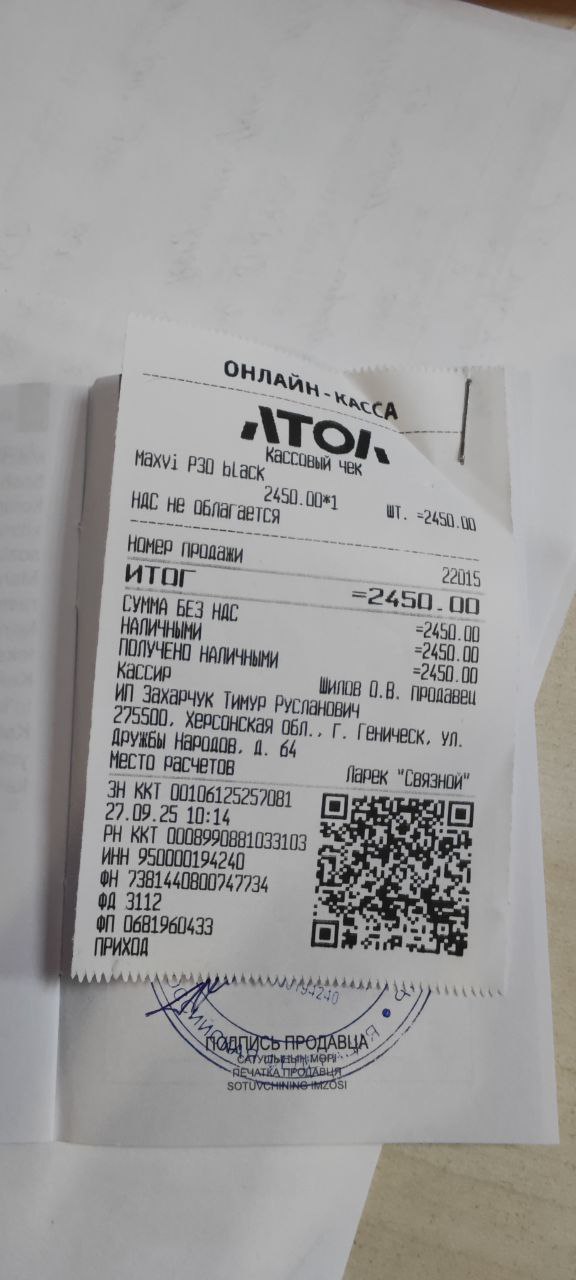 ОНЛАЙН-КАССА
АТОЛ
Кассовый чек
Maxvi P30 black
2450.00*1 ШТ. =2450.00
НДС не облагается
Номер продажи 22015
ИТОГ =2450.00
СУММА БЕЗ НДС =2450.00
НАЛИЧНЫМИ =2450.00
ПОЛУЧЕНО НАЛИЧНЫМИ =2450.00
Кассир Шилов О.В. продавец
ИП Захарчук Тимур Русланович
275500, Херсонская обл., г. Геническ, ул.
Дружбы Народов, д. 64
Место расчетов Ларек "Связной"
ЗН ККТ 00106125257081
27.09.25 10:14
РН ККТ 0008990881033103
ИНН 950000194240
ФН 7381440800747734
ФД 3112
ФП 0681960433
ПРИХОД
ПОДПИСЬ ПРОДАВЦА
САТУШЫНЫҢ МӨРІ
ПЕЧАТКА ПРОДАВЦЯ
SOTUVCHINING IMZOSI